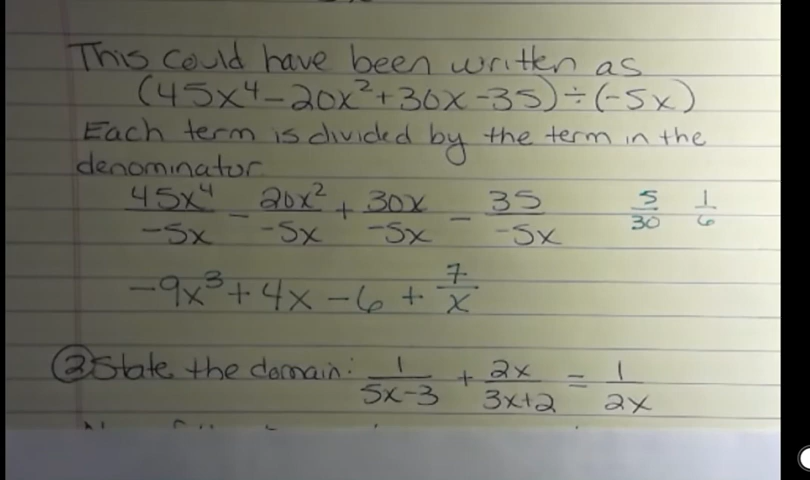 This could have been written as
(45x⁴ - 20x² + 30x - 35) ÷ (-5x)
Each term is divided by the term in the
denominator
45x⁴/-5x - 20x²/-5x + 30x/-5x - 35/-5x 5/30 1/6
-9x³ + 4x - 6 + 7/x
② State the domain: 1/(5x-3) + 2x/(3x+2) = 1/2x